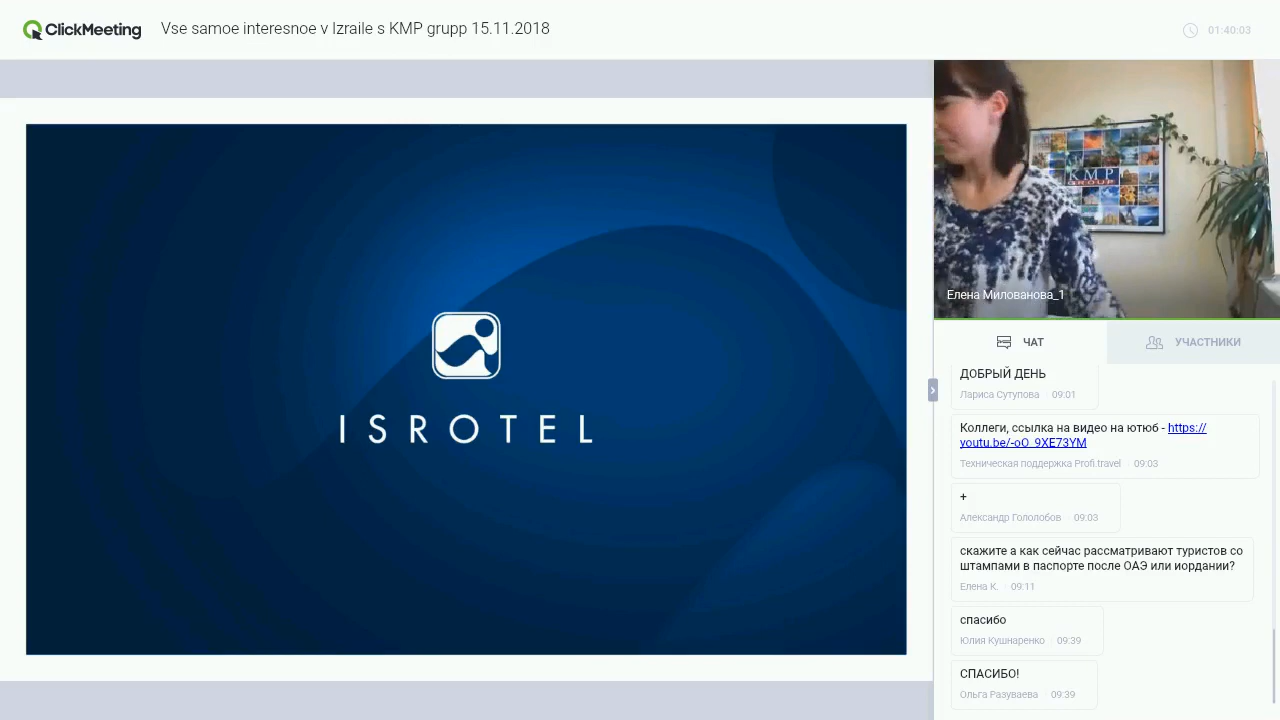 ClickMeeting
Vse samoe interesnoe v Izraile s KMP grupp 15.11.2018
01:40:03
ISROTEL
KMP
GROUP
Елена Милованова_1
ЧАТ
УЧАСТНИКИ
ДОБРЫЙ ДЕНЬ
Лариса Сутупова 09:01
Коллеги, ссылка на видео на ютюб - https://
youtu.be/-oO_9XE73YM
Техническая поддержка Profi.travel 09:03
+
Александр Гололобов 09:03
скажите а как сейчас рассматривают туристов со
штампами в паспорте после ОАЭ или иордании?
Елена К. 09:11
спасибо
Юлия Кушнаренко 09:39
СПАСИБО!
Ольга Разуваева 09:39